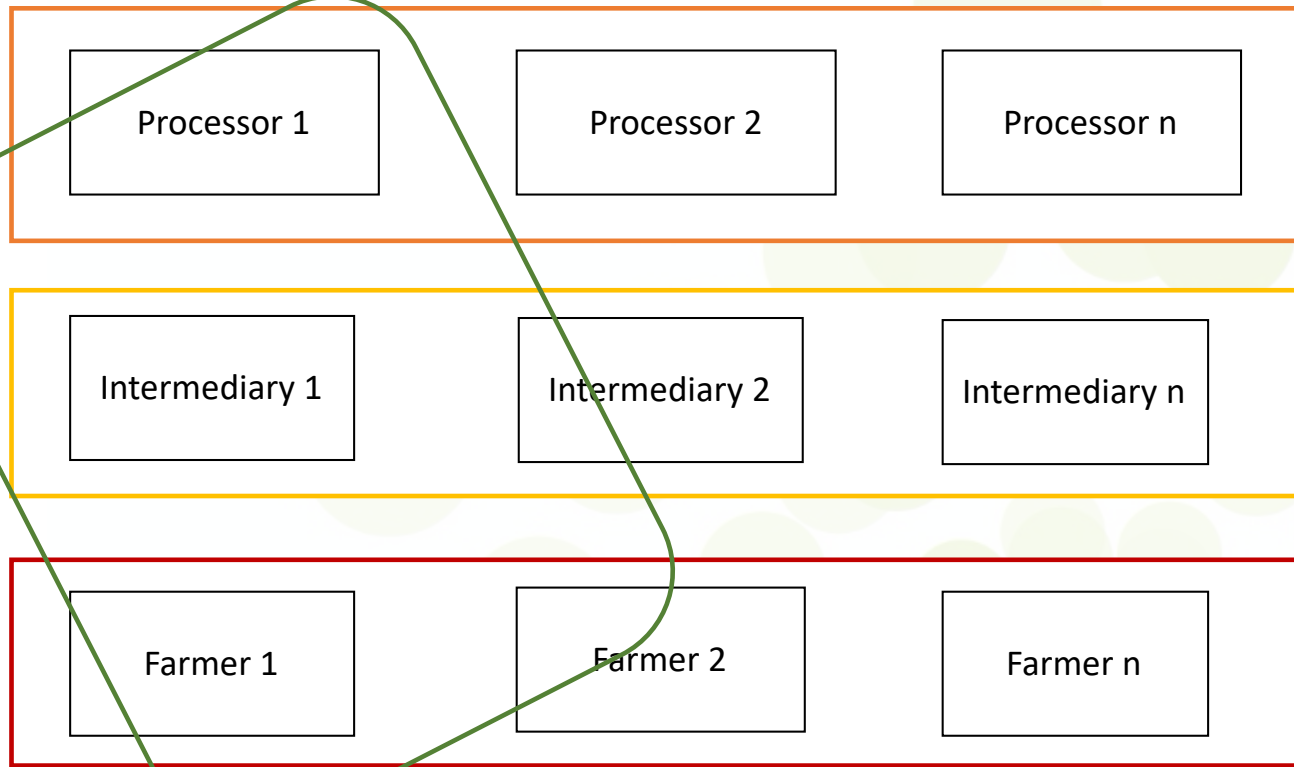 Processor 1
Processor 2
Processor n
Intermediary 1
Intermediary 2
Intermediary n
Farmer 1
Farmer 2
Farmer n